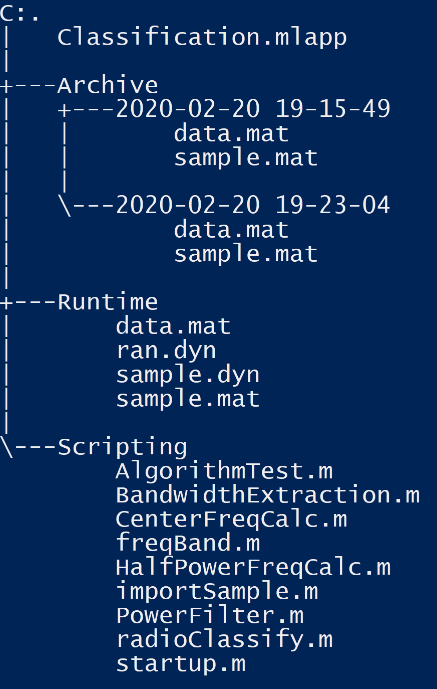 C:.
|   Classification.mlapp
|
+---Archive
|   +---2020-02-20 19-15-49
|   |       data.mat
|   |       sample.mat
|   |
|   \---2020-02-20 19-23-04
|           data.mat
|           sample.mat
|
+---Runtime
|       data.mat
|       ran.dyn
|       sample.dyn
|       sample.mat
|
\---Scripting
        AlgorithmTest.m
        BandwidthExtraction.m
        CenterFreqCalc.m
        freqBand.m
        HalfPowerFreqCalc.m
        importSample.m
        PowerFilter.m
        radioClassify.m
        startup.m